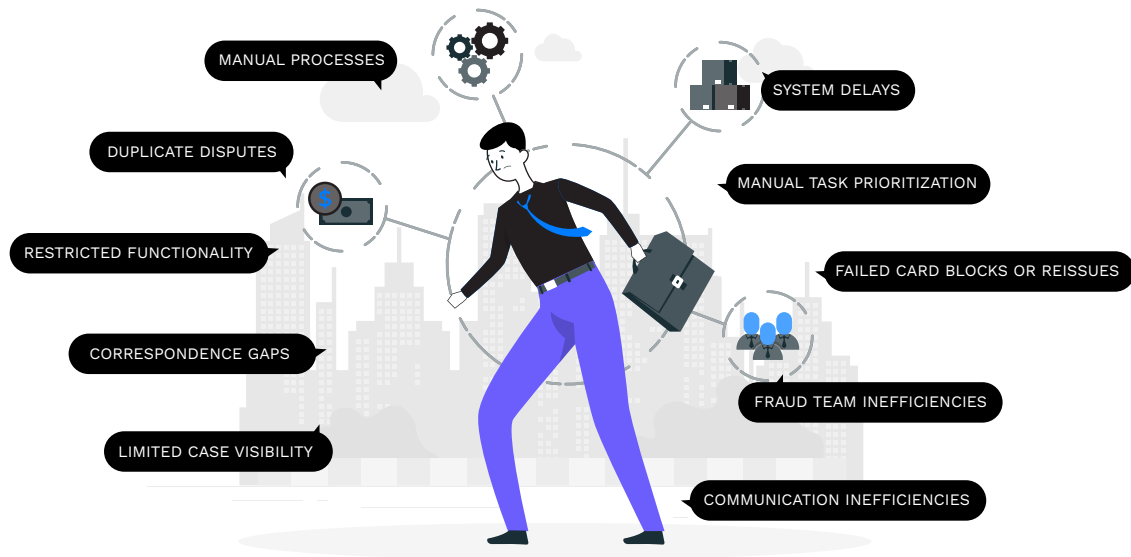 MANUAL PROCESSES
SYSTEM DELAYS
DUPLICATE DISPUTES
MANUAL TASK PRIORITIZATION
$
RESTRICTED FUNCTIONALITY
FAILED CARD BLOCKS OR REISSUES
CORRESPONDENCE GAPS
FRAUD TEAM INEFFICIENCIES
LIMITED CASE VISIBILITY
COMMUNICATION INEFFICIENCIES